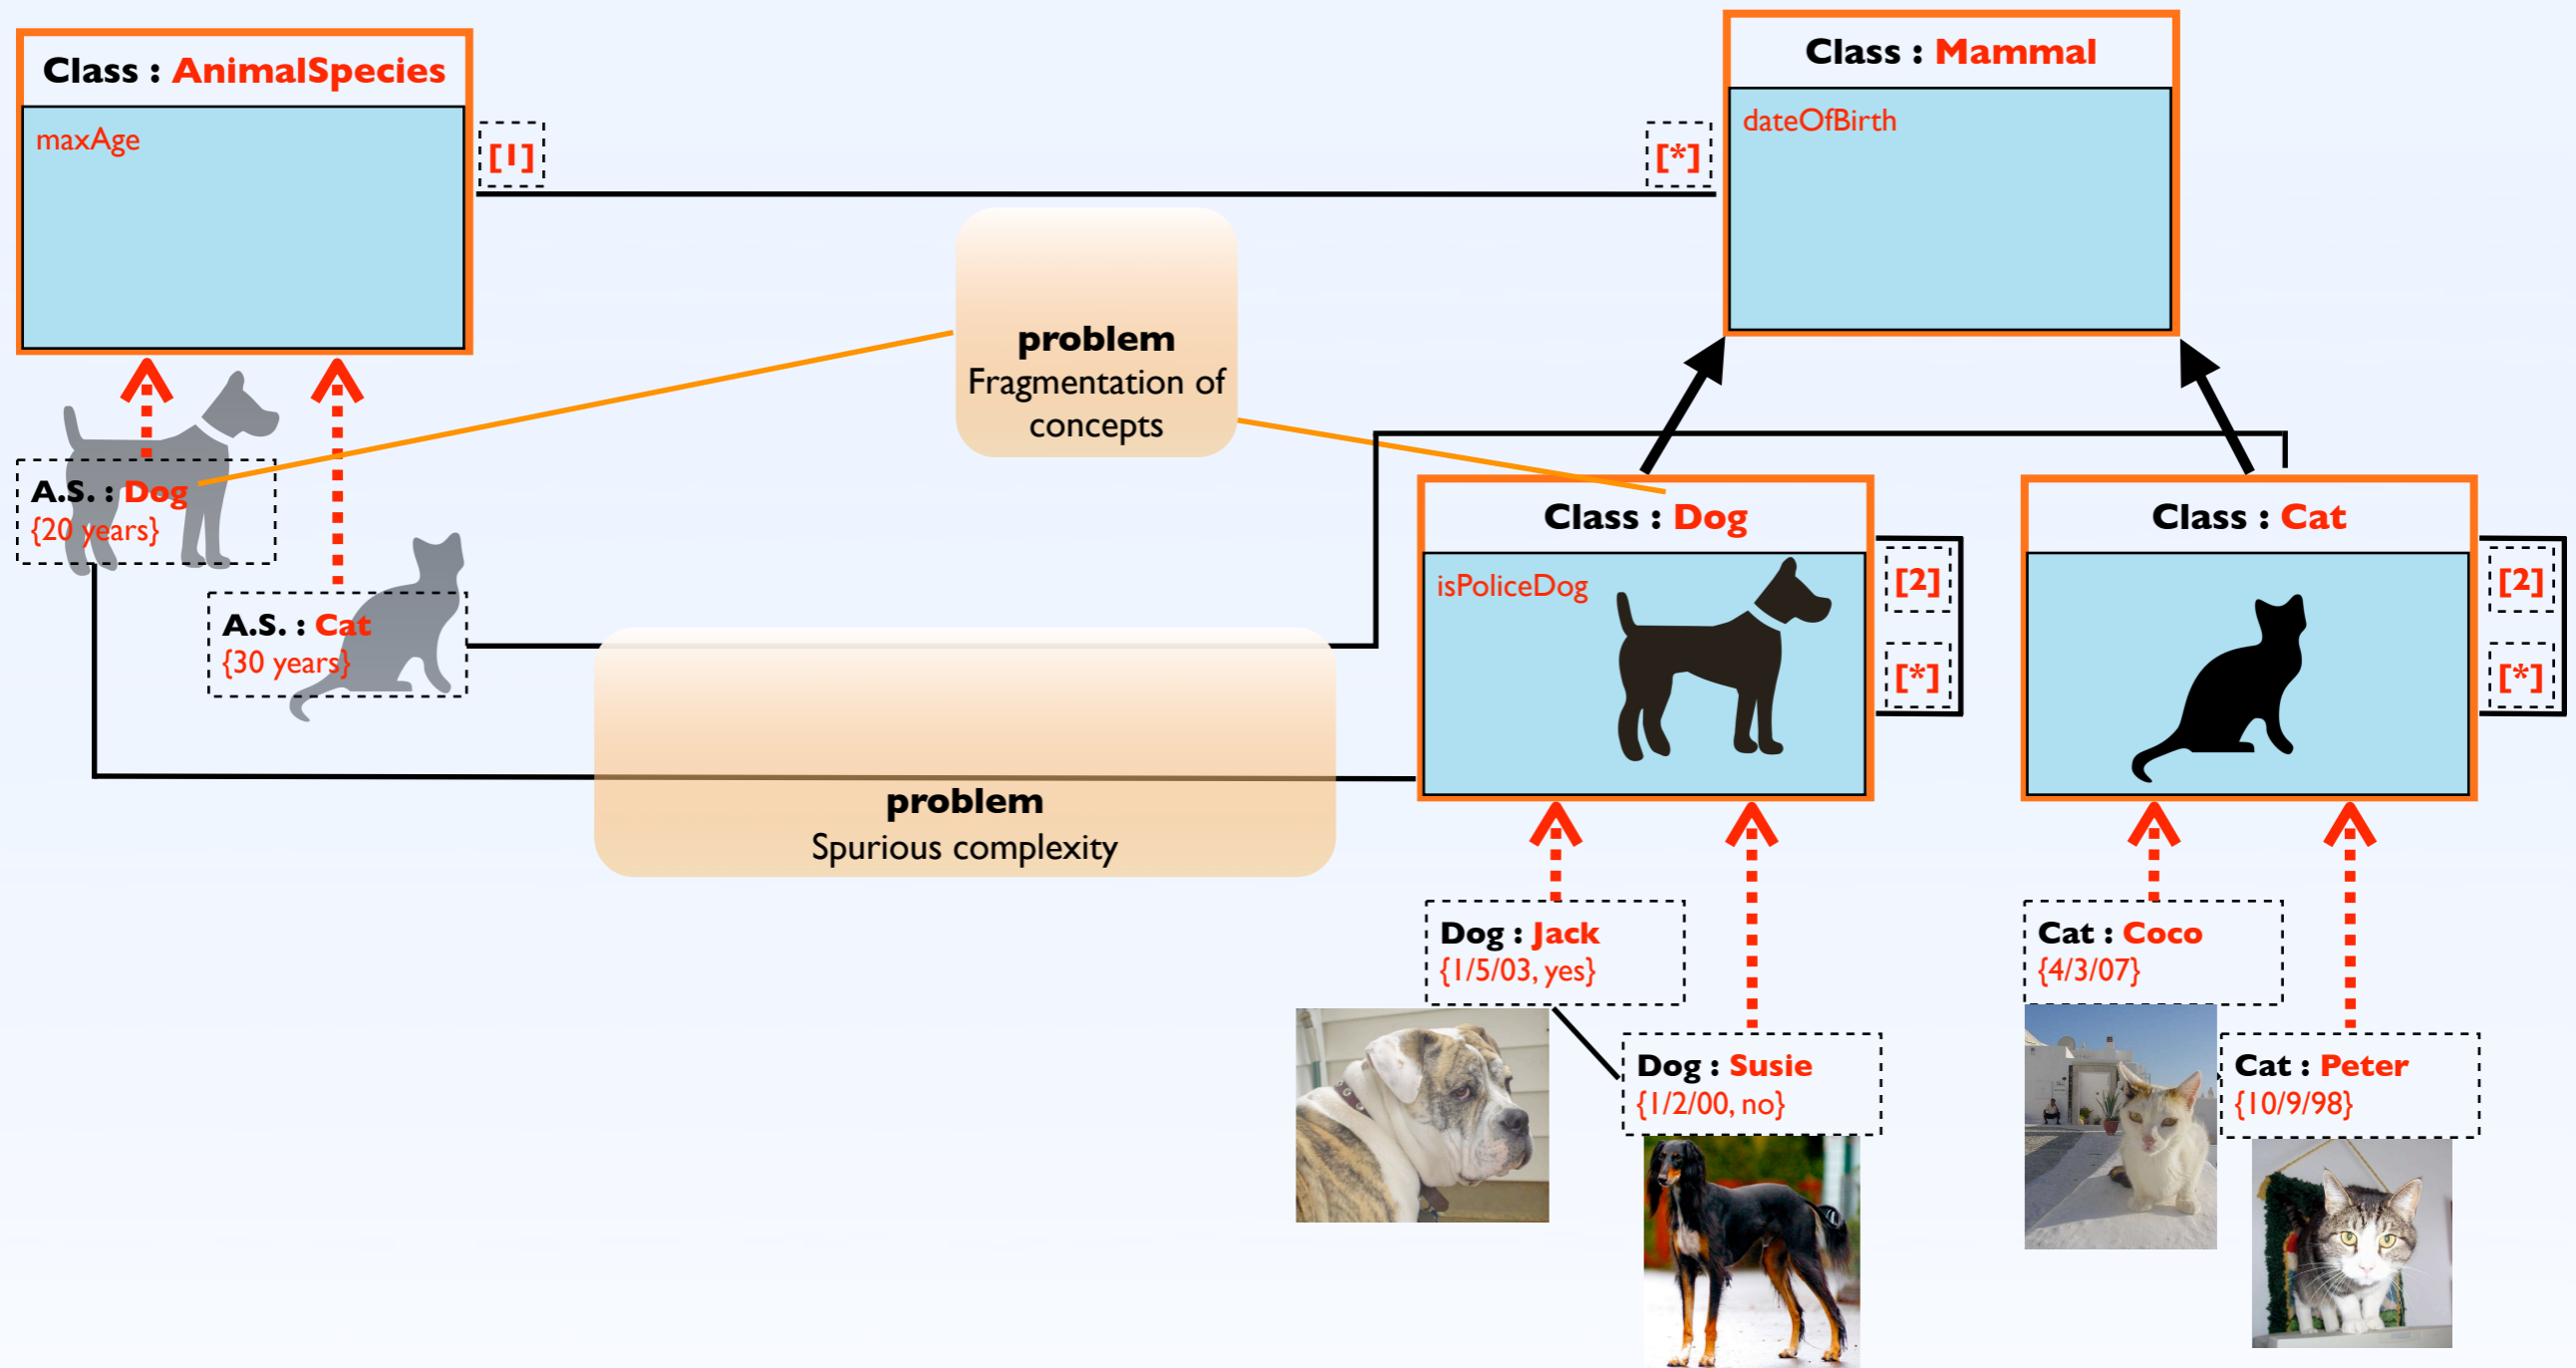 Class : AnimalSpecies
maxAge
[1]
[*]
Class : Mammal
dateOfBirth
problem
Fragmentation of
concepts
A.S. : Dog
{20 years}
A.S. : Cat
{30 years}
problem
Spurious complexity
Class : Dog
isPoliceDog
[2]
[*]
Class : Cat
[2]
[*]
Dog : Jack
{1/5/03, yes}
Dog : Susie
{1/2/00, no}
Cat : Coco
{4/3/07}
Cat : Peter
{10/9/98}